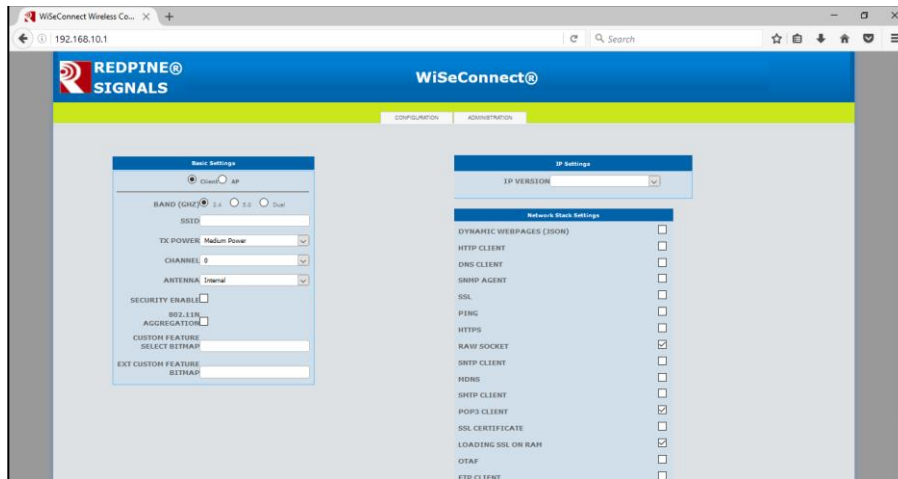 WiSeConnect Wireless Co...
192.168.10.1
Search
REDPINE®
SIGNALS
WiSeConnect®
CONFIGURATION
ADMINISTRATION
Basic Settings
Client AP
BAND (GHZ) 2.4 5.0 Dual
SSID
TX POWER Medium Power
CHANNEL 0
ANTENNA Internal
SECURITY ENABLE
802.11N
AGGREGATION
CUSTOM FEATURE
SELECT BITMAP
EXT CUSTOM FEATURE
BITMAP
IP Settings
IP VERSION
Network Stack Settings
DYNAMIC WEBPAGES (JSON)
HTTP CLIENT
DNS CLIENT
SNMP AGENT
SSL
PING
HTTPS
RAW SOCKET
SNTP CLIENT
MDNS
SMTP CLIENT
POP3 CLIENT
SSL CERTIFICATE
LOADING SSL ON RAM
OTAF
FTP CLIENT